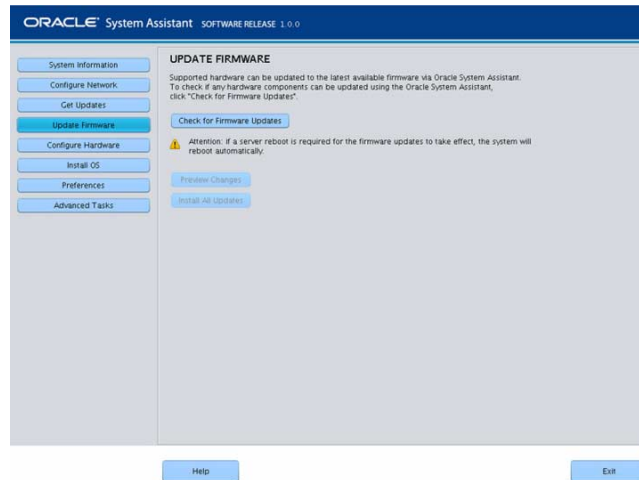 ORACLE System Assistant SOFTWARE RELEASE 1.0.0
System Information
Configure Network
Get Updates
Update Firmware
Configure Hardware
Install OS
Preferences
Advanced Tasks
UPDATE FIRMWARE
Supported hardware can be updated to the latest available firmware via Oracle System Assistant.
To check if any hardware components can be updated using the Oracle System Assistant,
click "Check for Firmware Updates".
Check for Firmware Updates
Attention: if a server reboot is required for the firmware updates to take effect, the system will
reboot automatically.
Preview Changes
Install All Updates
Help
Exit